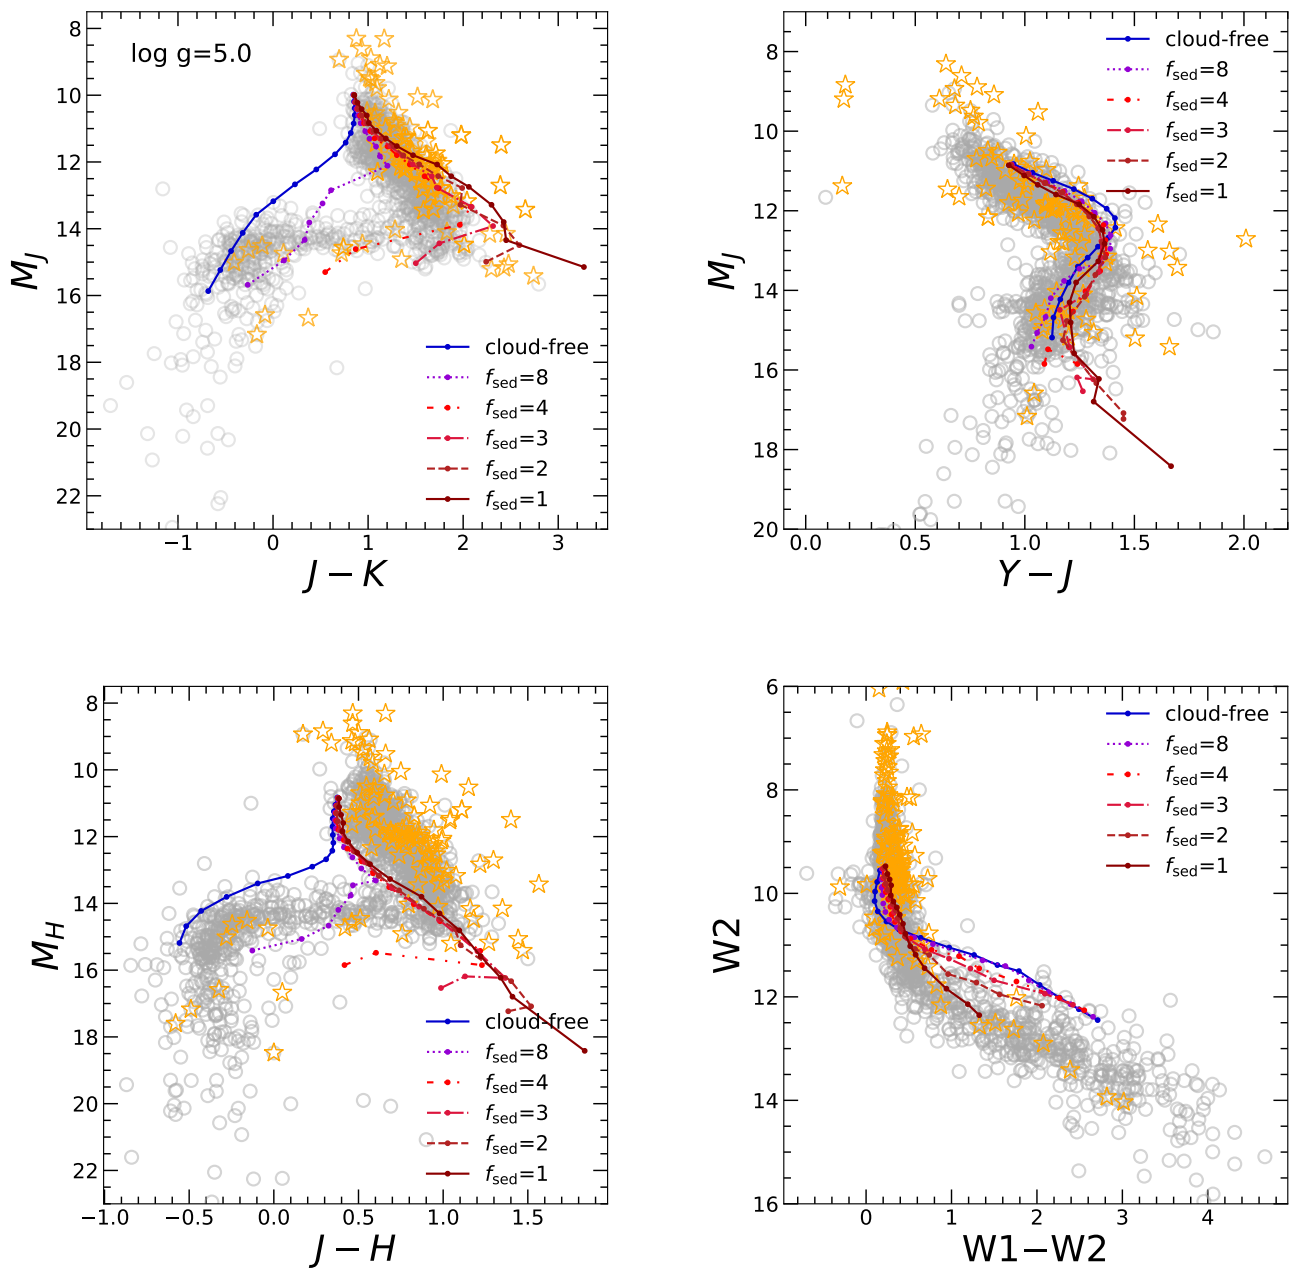 log g=5.0
8
10
12
14
16
18
20
22
M_J
−1
0
1
2
3
J − K
cloud-free
f_sed=8
f_sed=4
f_sed=3
f_sed=2
f_sed=1
8
10
12
14
16
18
20
M_J
0.0
0.5
1.0
1.5
2.0
Y − J
cloud-free
f_sed=8
f_sed=4
f_sed=3
f_sed=2
f_sed=1
8
10
12
14
16
18
20
22
M_H
−1.0
−0.5
0.0
0.5
1.0
1.5
J − H
cloud-free
f_sed=8
f_sed=4
f_sed=3
f_sed=2
f_sed=1
6
8
10
12
14
16
W2
0
1
2
3
4
W1−W2
cloud-free
f_sed=8
f_sed=4
f_sed=3
f_sed=2
f_sed=1